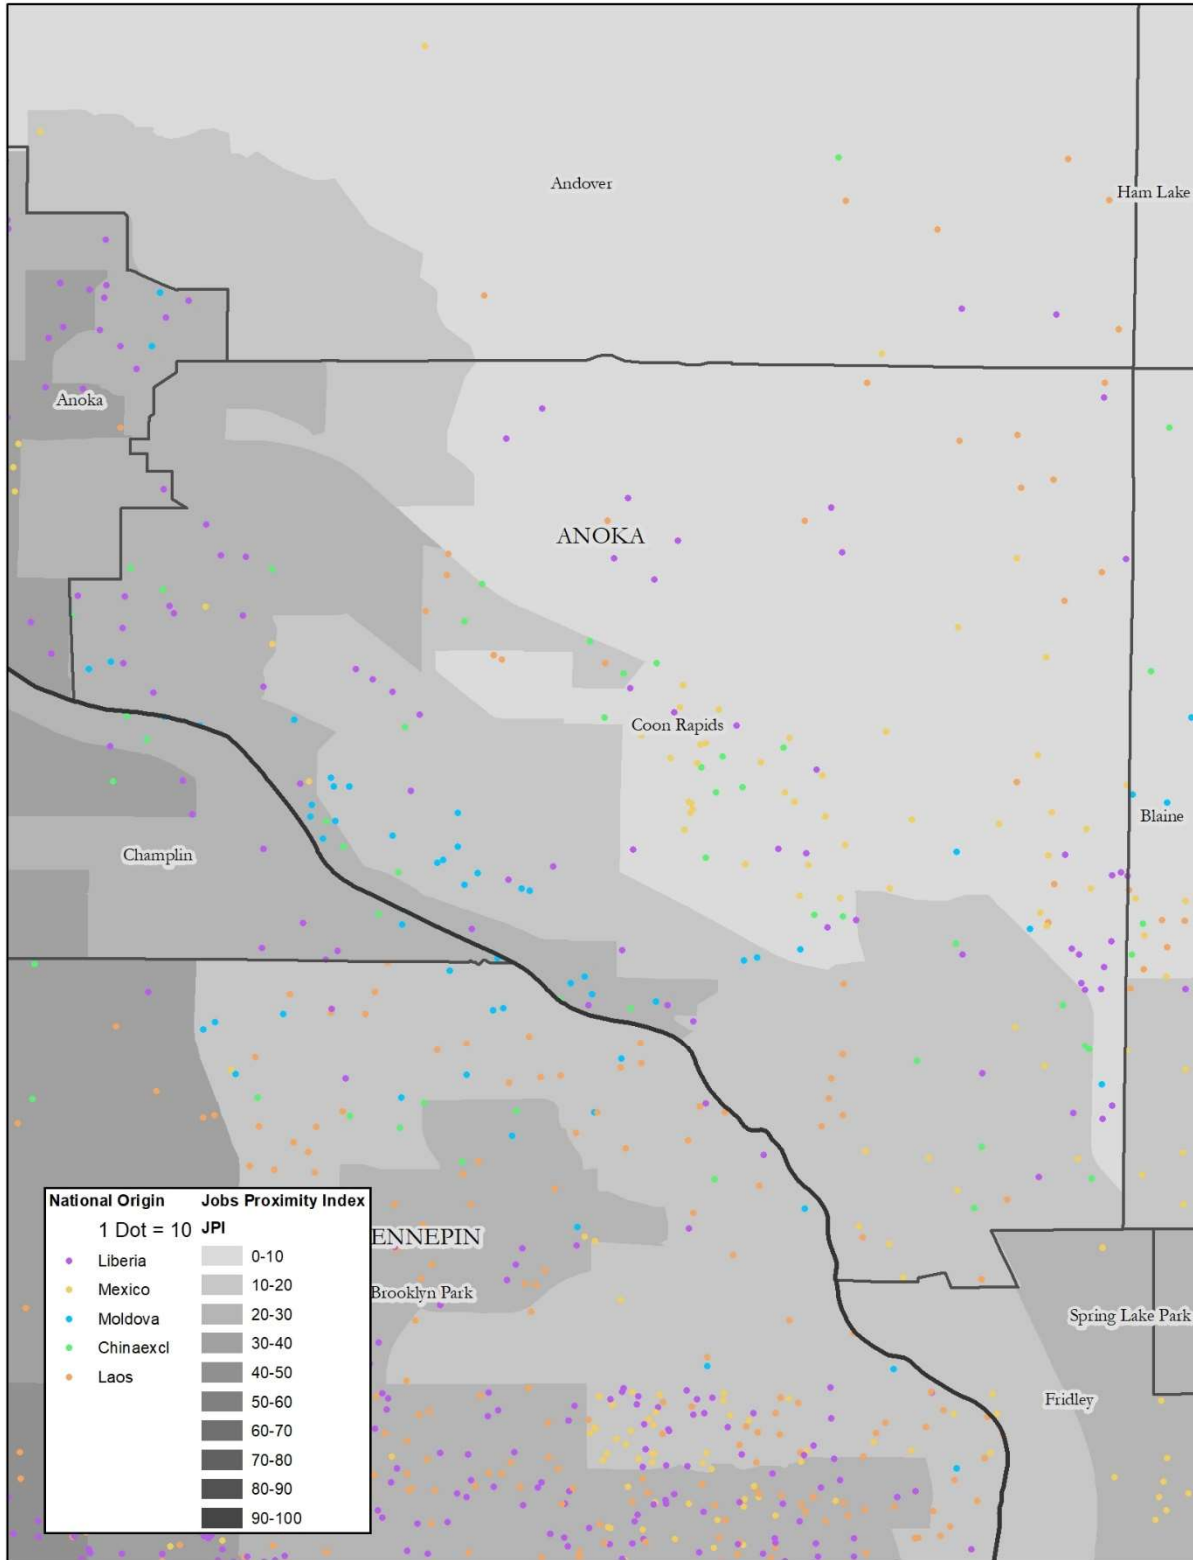 Andover
Ham Lake
Anoka
ANOKA
Coon Rapids
Blaine
Champlin
National Origin
1 Dot = 10
Liberia
Mexico
Moldova
Chinaexcl
Laos
Jobs Proximity Index
JPI
0-10
10-20
20-30
30-40
40-50
50-60
60-70
70-80
80-90
90-100
ENNEPIN
Brooklyn Park
Spring Lake Park
Fridley